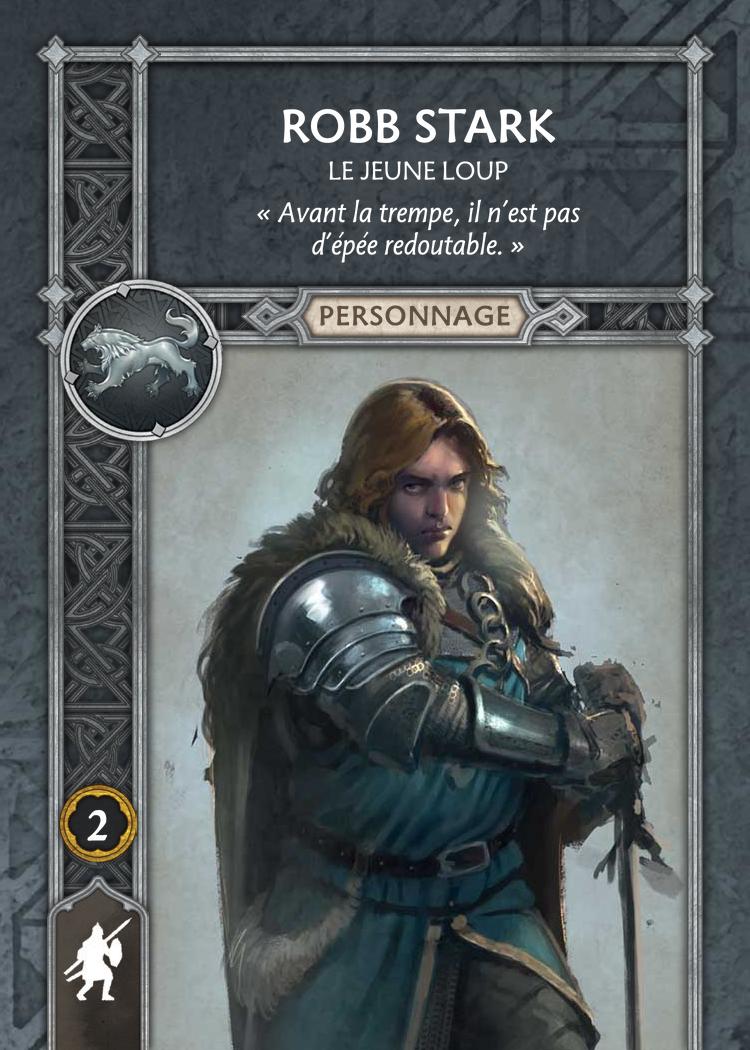 ROBB STARK
LE JEUNE LOUP
« Avant la trempe, il n'est pas
d'épée redoutable. »
PERSONNAGE
2